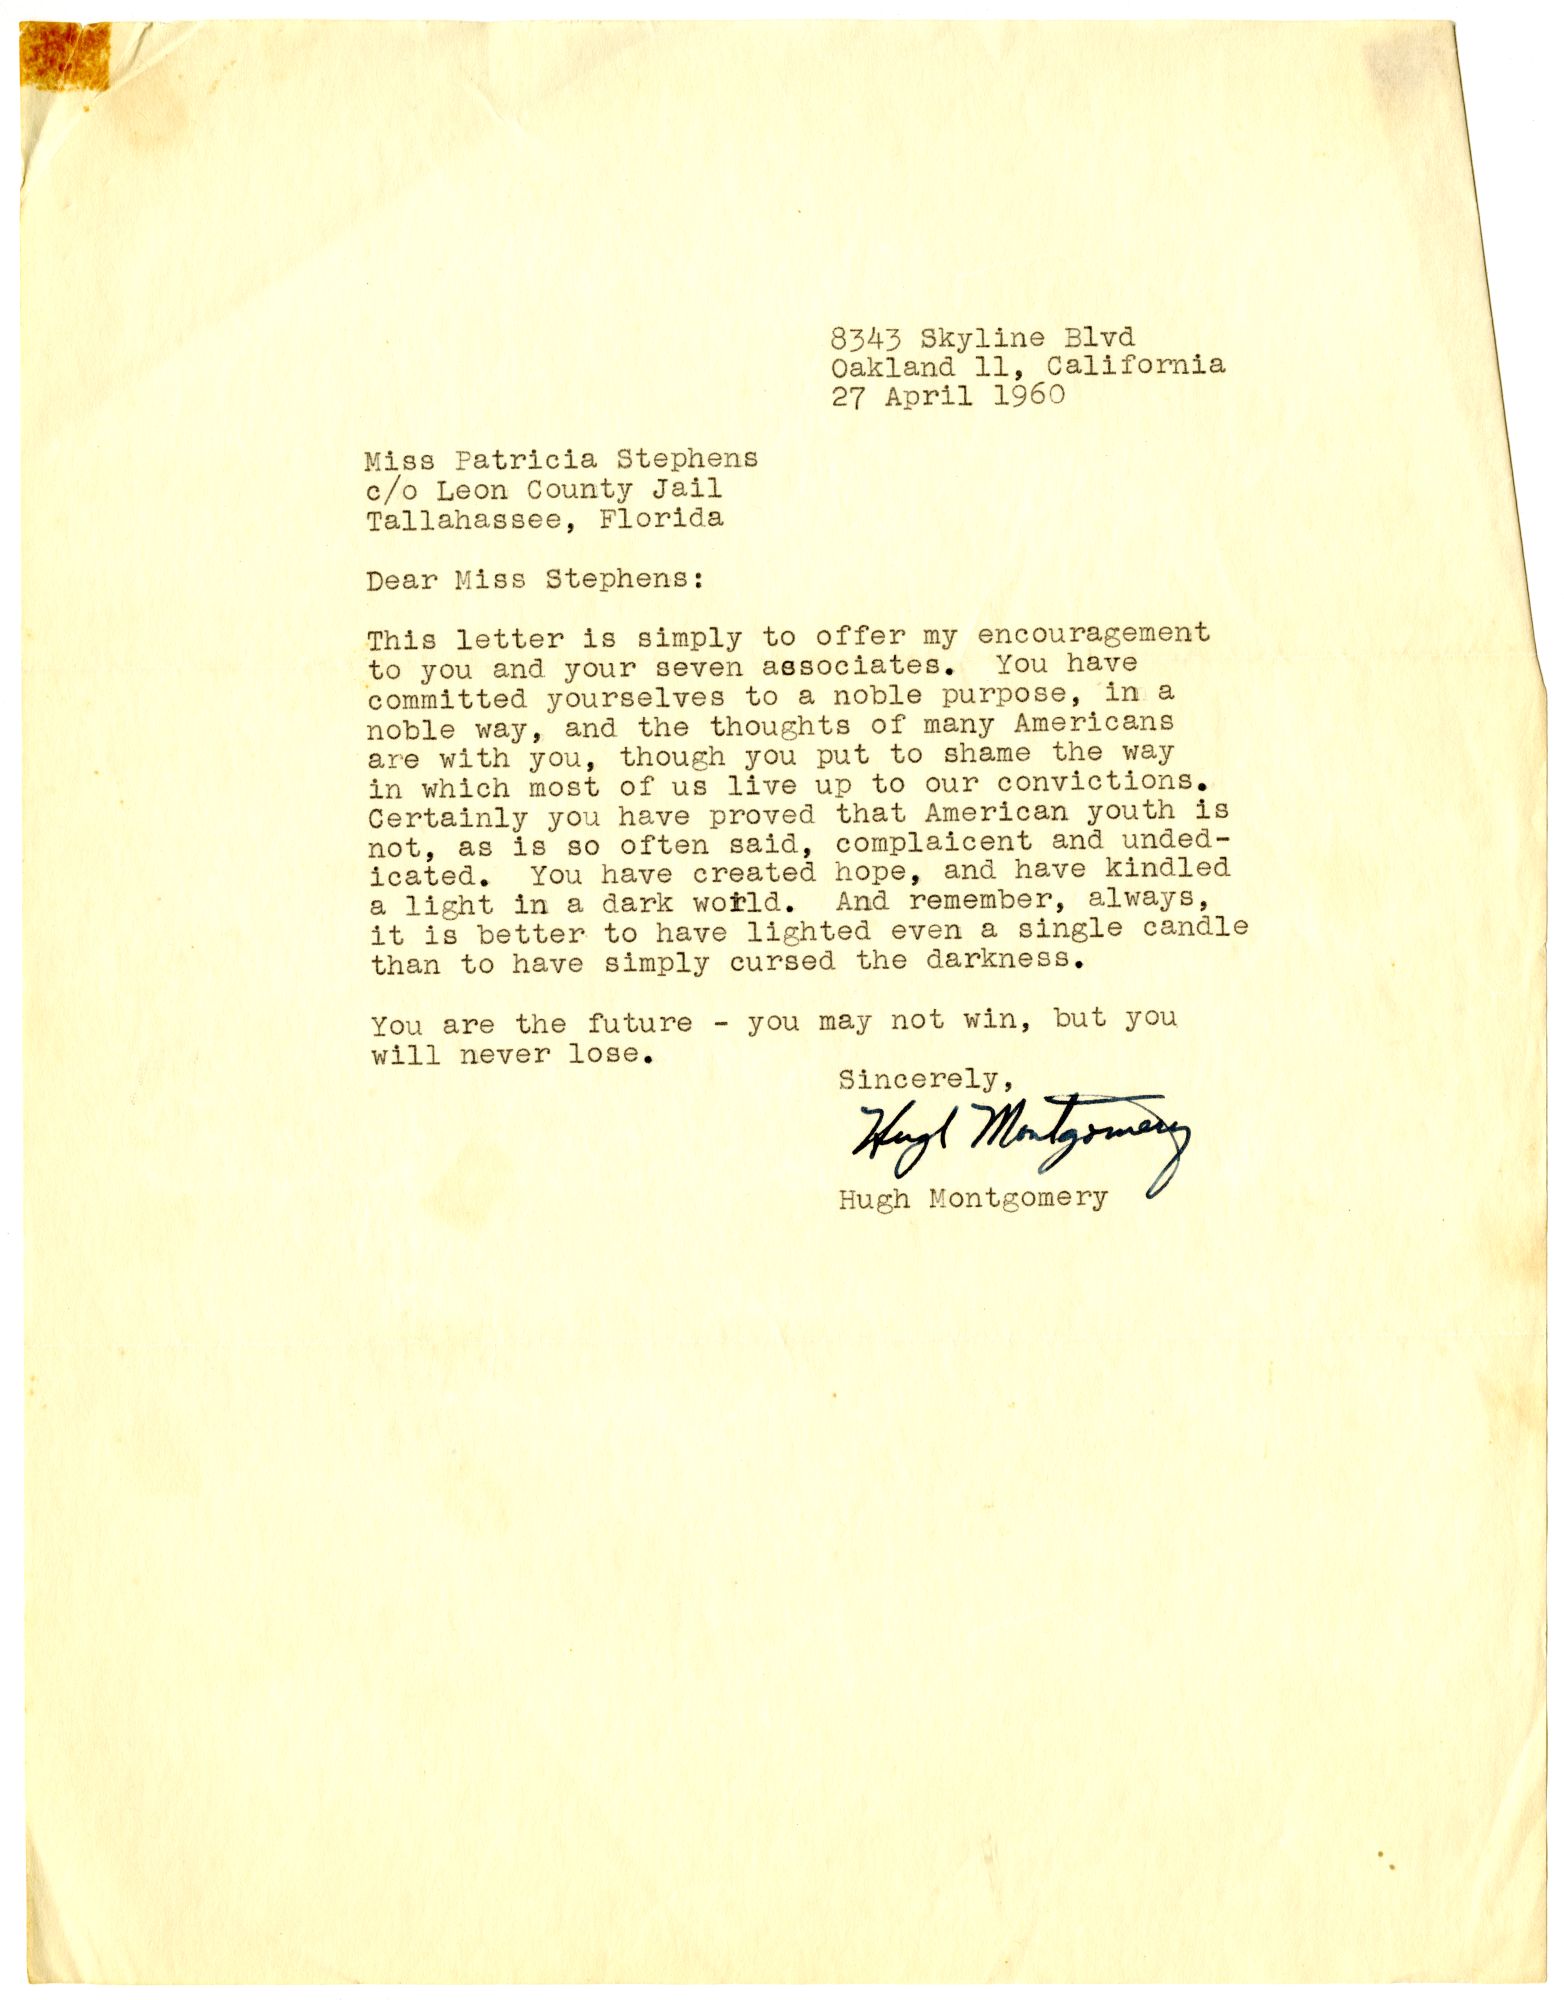 8343 Skyline Blvd
Oakland 11, California
27 April 1960
Miss Patricia Stephens
c/o Leon County Jail
Tallahassee, Florida
Dear Miss Stephens:
This letter is simply to offer my encouragement
to you and your seven associates. You have
committed yourselves to a noble purpose, in a
noble way, and the thoughts of many Americans
are with you, though you put to shame the way
in which most of us live up to our convictions.
Certainly you have proved that American youth is
not, as is so often said, complaicent and unded-
icated. You have created hope, and have kindled
a light in a dark world. And remember, always,
it is better to have lighted even a single candle
than to have simply cursed the darkness.
You are the future - you may not win, but you
will never lose.
Sincerely,
Hugh Montgomery
Hugh Montgomery